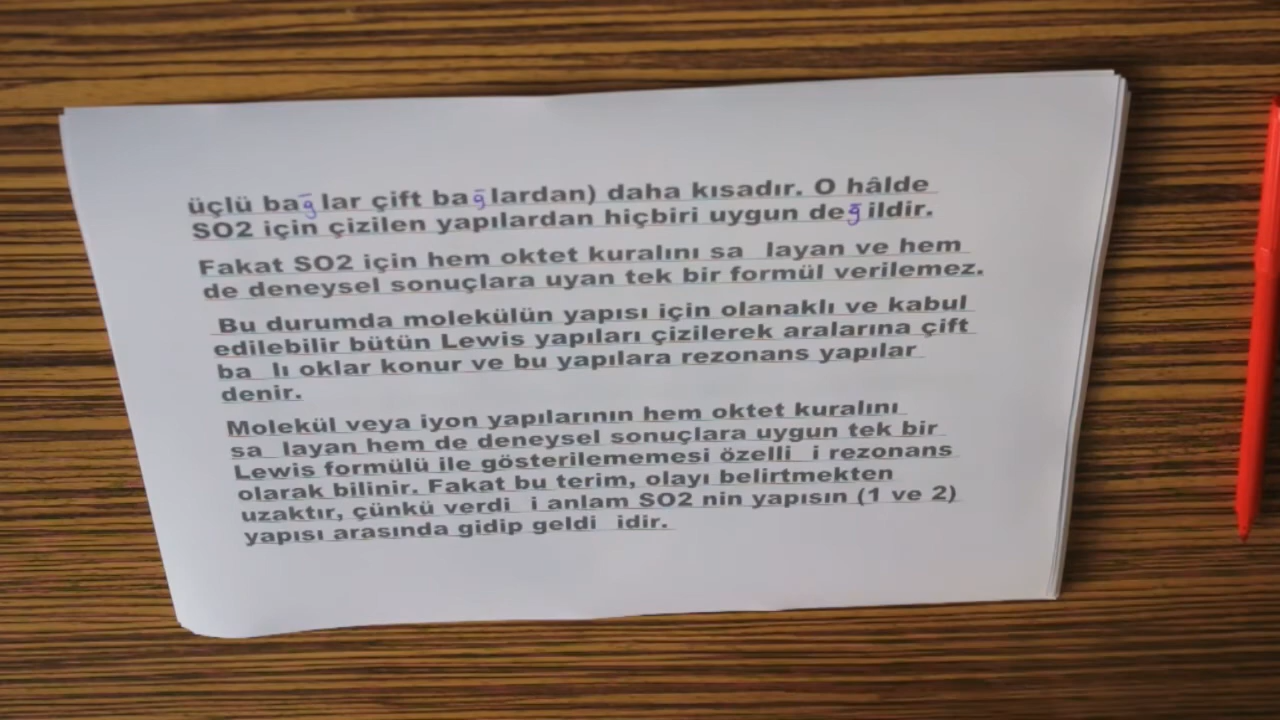 üçlü bağlar çift bağlardan) daha kısadır. O hâlde
SO2 için çizilen yapılardan hiçbiri uygun değildir.
Fakat SO2 için hem oktet kuralını sa layan ve hem
de deneysel sonuçlara uyan tek bir formül verilemez.
Bu durumda molekülün yapısı için olanaklı ve kabul
edilebilir bütün Lewis yapıları çizilerek aralarına çift
ba lı oklar konur ve bu yapılara rezonans yapılar
denir.
Molekül veya iyon yapılarının hem oktet kuralını
sa layan hem de deneysel sonuçlara uygun tek bir
Lewis formülü ile gösterilememesi özelli i rezonans
olarak bilinir. Fakat bu terim, olayı belirtmekten
uzaktır, çünkü verdi i anlam SO2 nin yapısın (1 ve 2)
yapısı arasında gidip geldi idir.